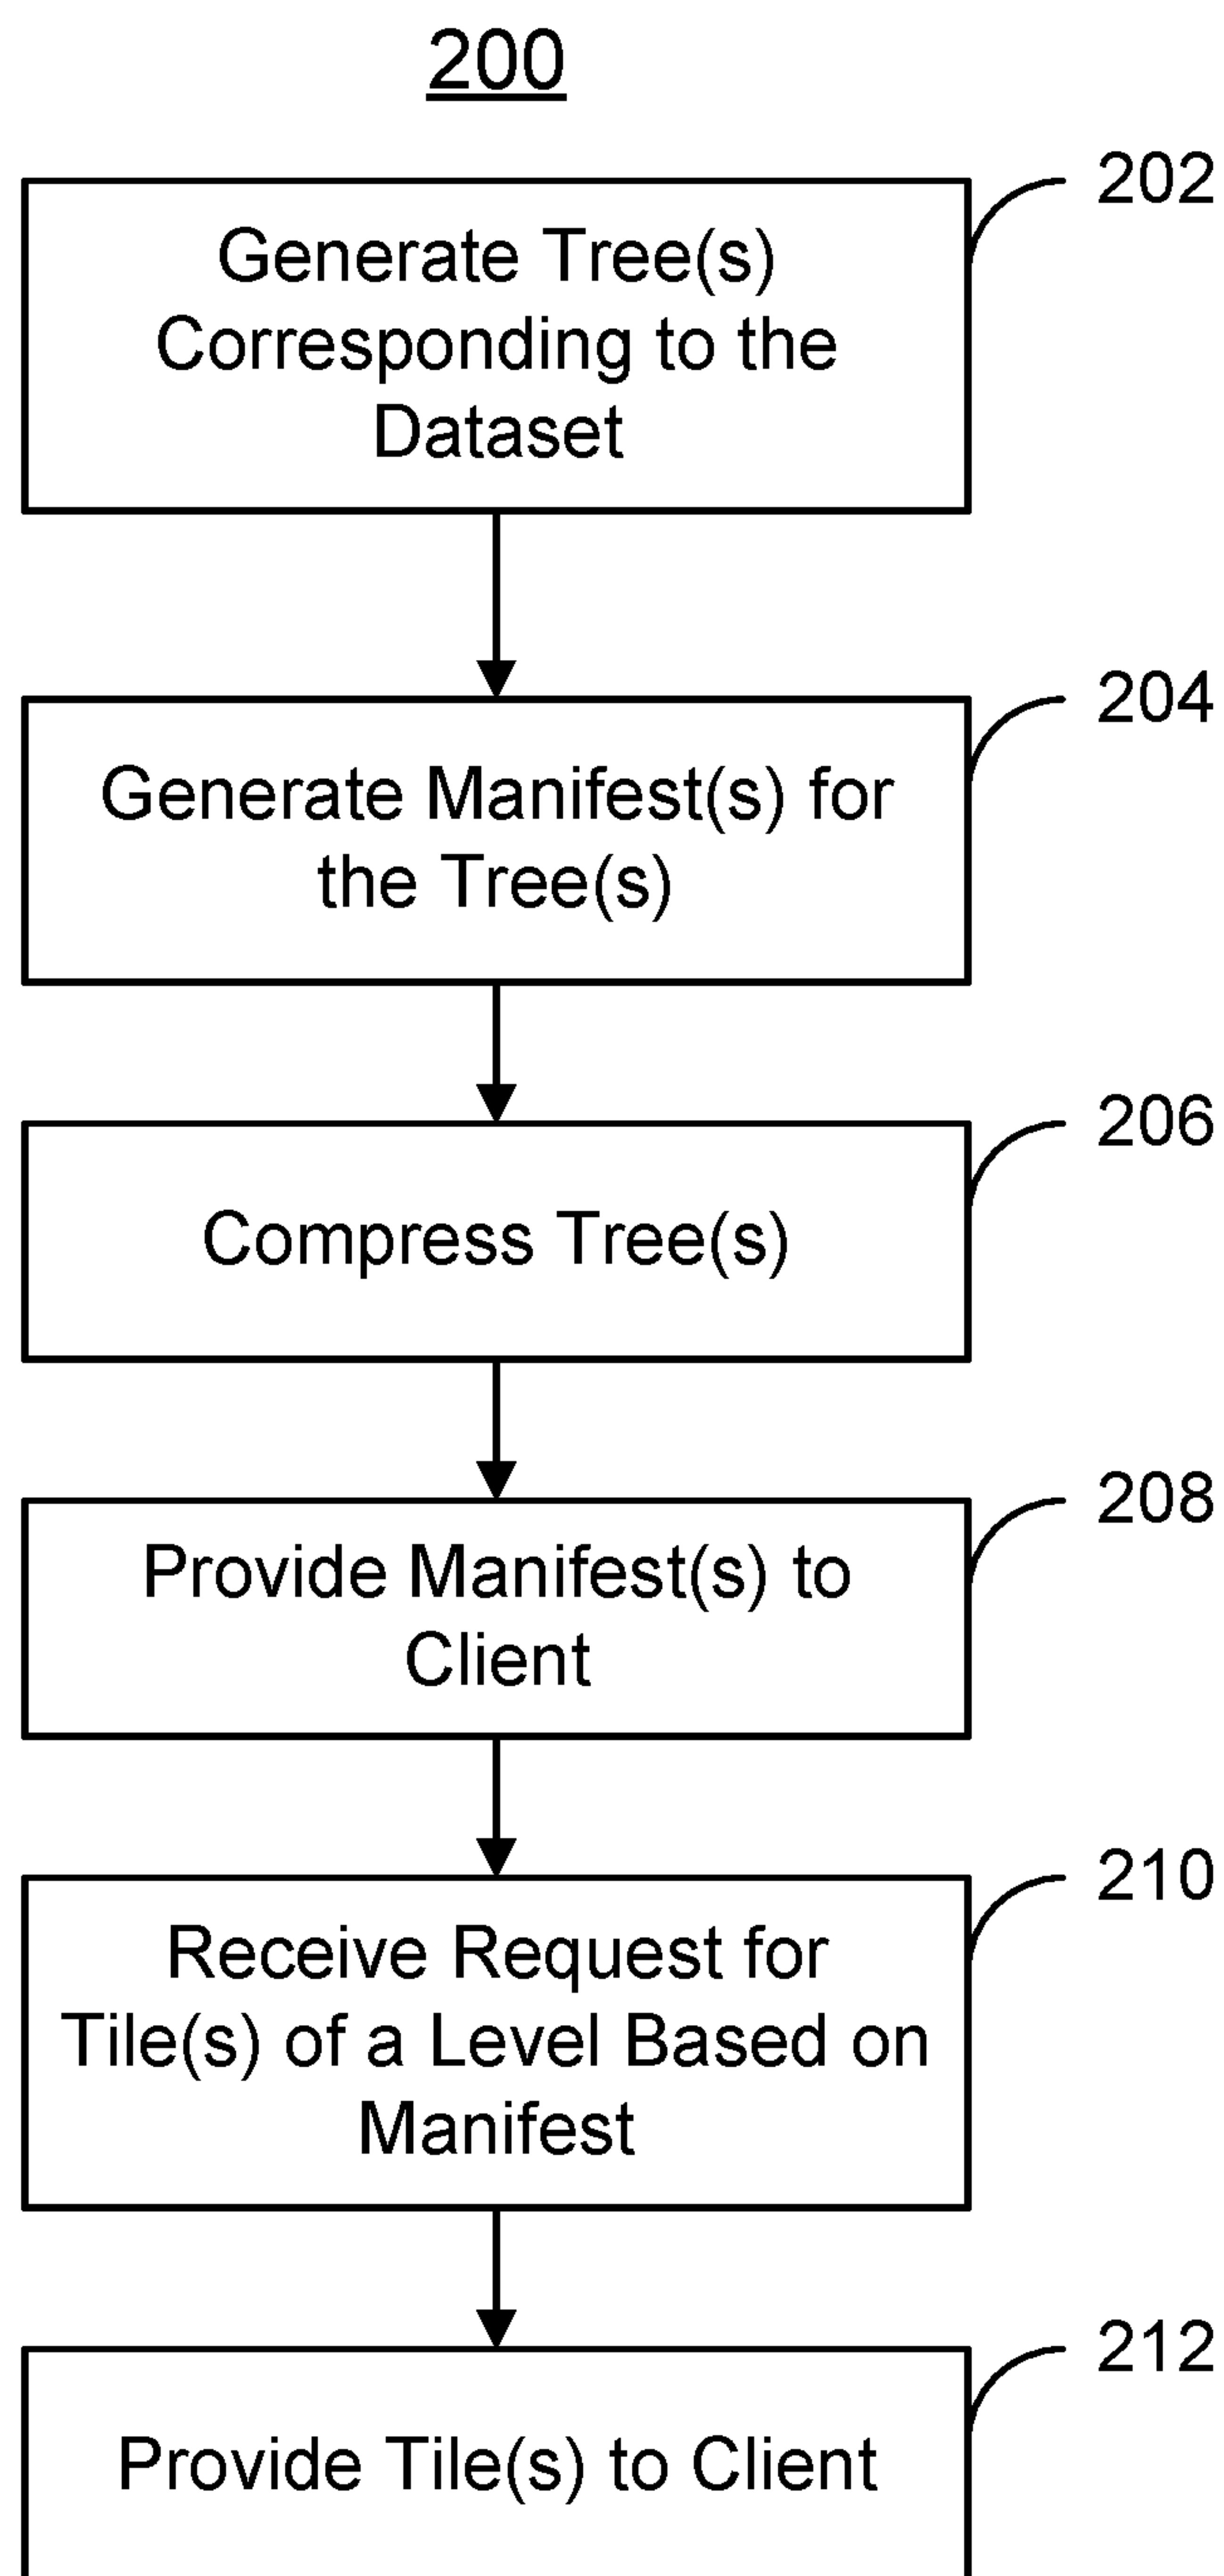 200
202
Generate Tree(s)
Corresponding to the
Dataset
204
Generate Manifest(s) for
the Tree(s)
206
Compress Tree(s)
208
Provide Manifest(s) to
Client
210
Receive Request for
Tile(s) of a Level Based on
Manifest
212
Provide Tile(s) to Client